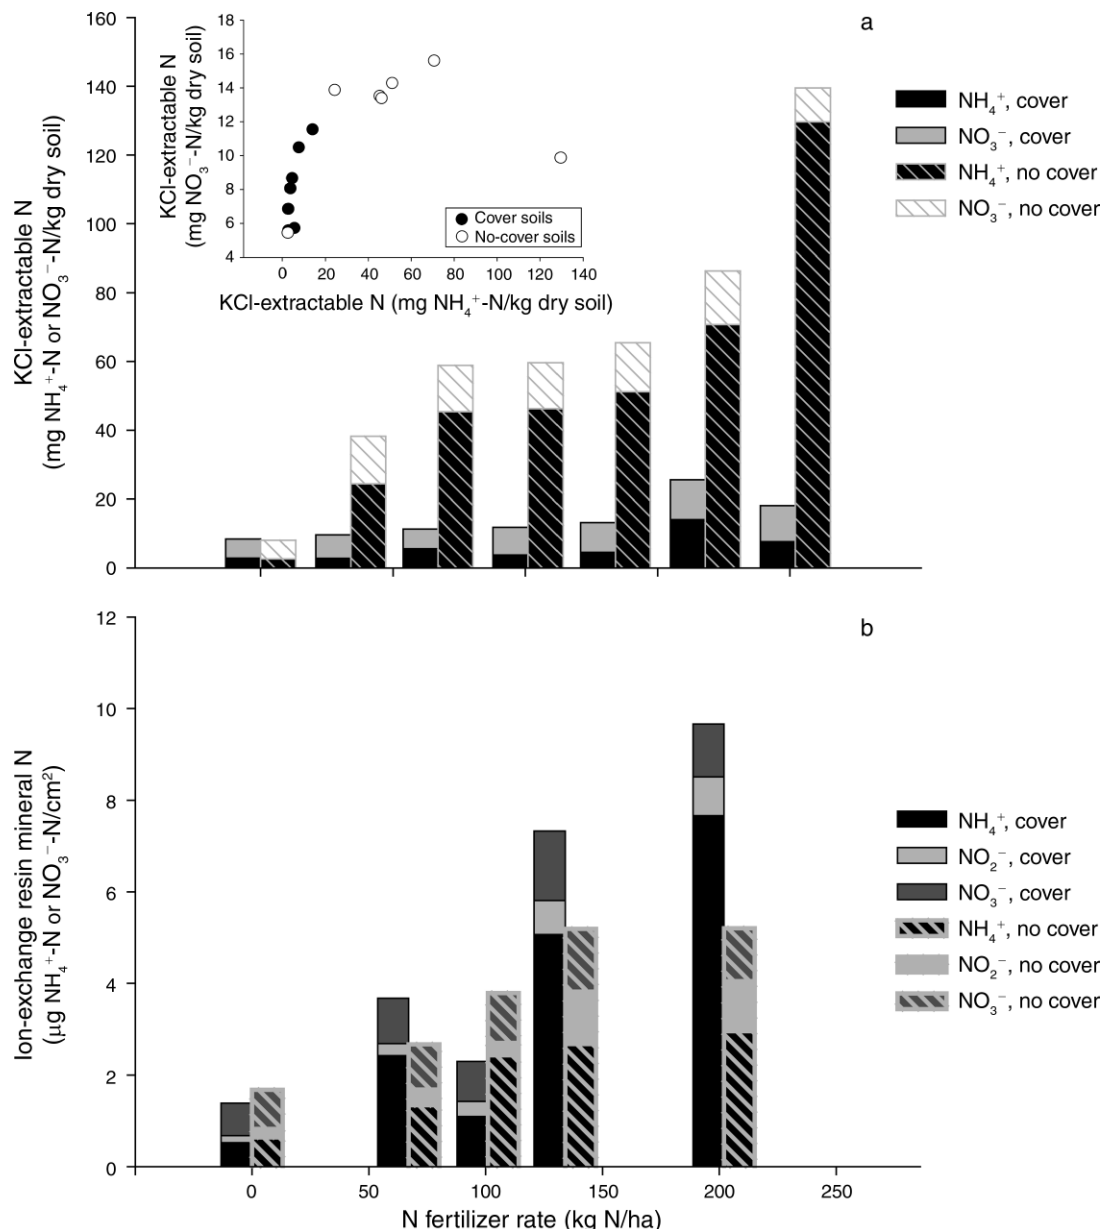 a
KCl-extractable N
(mg NH₄⁺-N or NO₃⁻-N/kg dry soil)
160
140
120
100
80
60
40
20
0
KCl-extractable N
(mg NO₃⁻-N/kg dry soil)
18
16
14
12
10
8
6
4
0
20
40
60
80
100
120
140
KCl-extractable N (mg NH₄⁺-N/kg dry soil)
Cover soils
No-cover soils
NH₄⁺, cover
NO₃⁻, cover
NH₄⁺, no cover
NO₃⁻, no cover
b
Ion-exchange resin mineral N
(µg NH₄⁺-N or NO₃⁻-N/cm²)
12
10
8
6
4
2
0
NH₄⁺, cover
NO₂⁻, cover
NO₃⁻, cover
NH₄⁺, no cover
NO₂⁻, no cover
NO₃⁻, no cover
0
50
100
150
200
250
N fertilizer rate (kg N/ha)